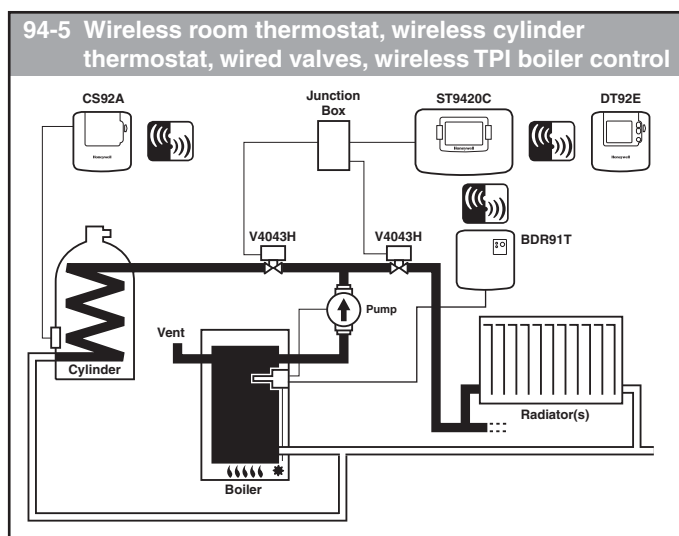 94-5 Wireless room thermostat, wireless cylinder
thermostat, wired valves, wireless TPI boiler control
CS92A
Junction
Box
ST9420C
DT92E
Honeywell
Honeywell
Honeywell
V4043H
V4043H
BDR91T
Pump
Vent
Cylinder
Radiator(s)
Boiler